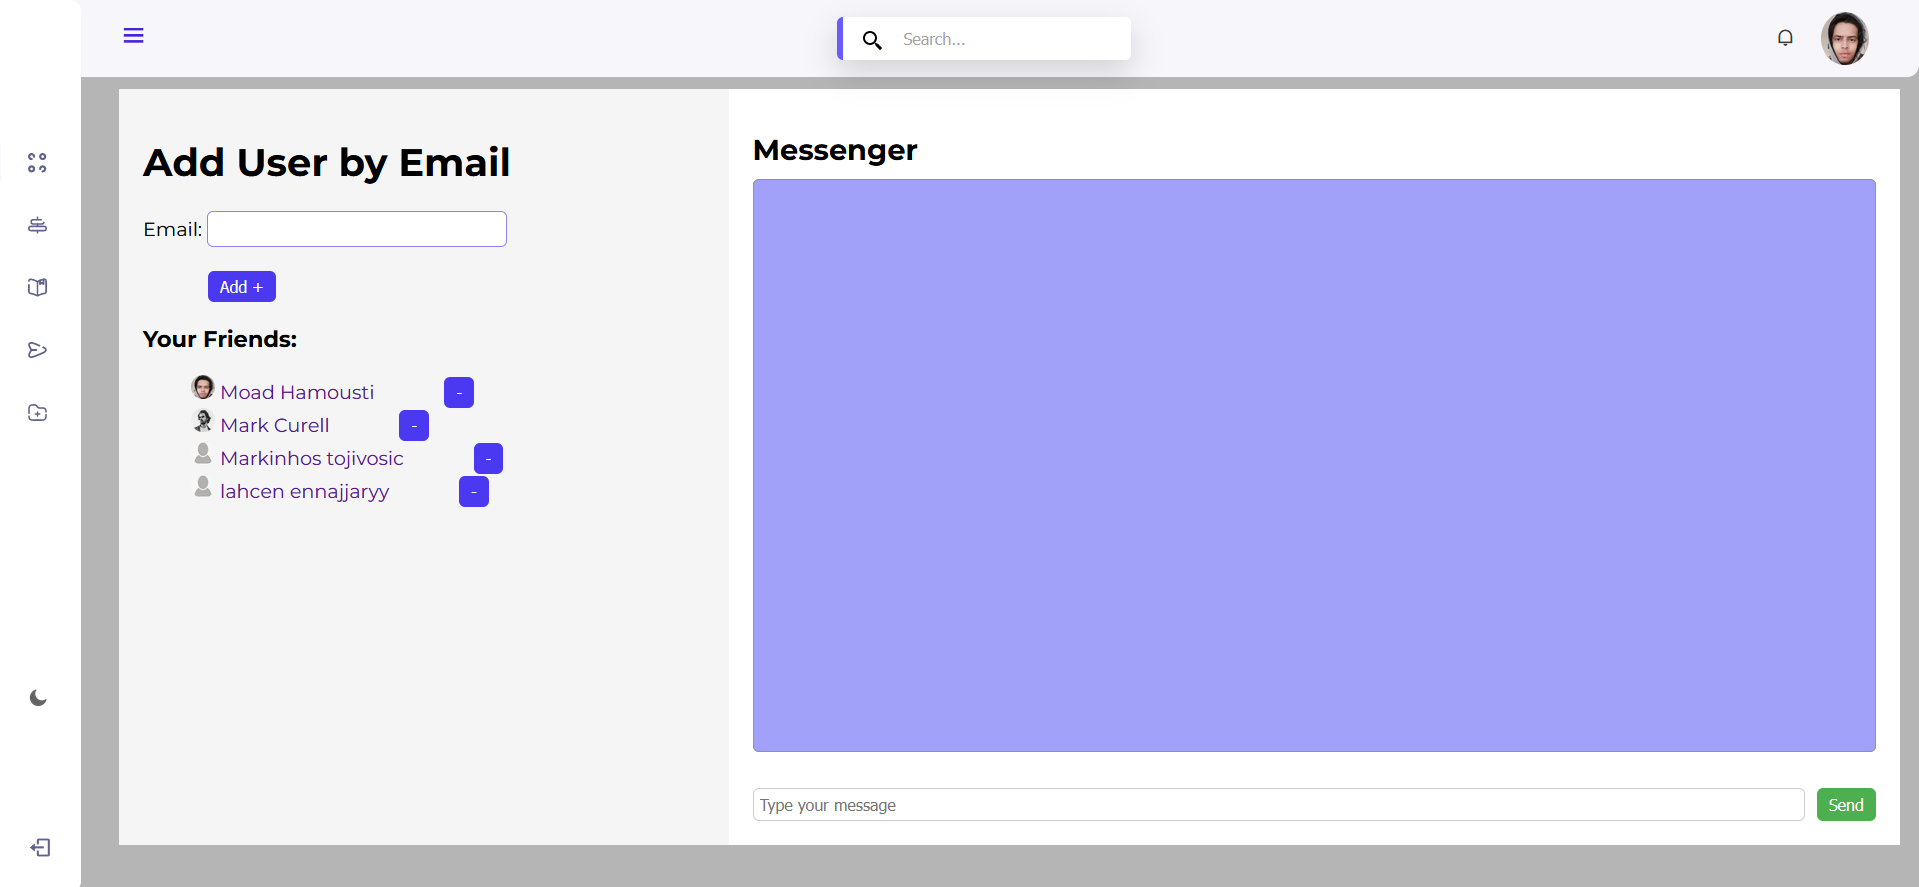 Search...
Add User by Email
Email:
Add +
Your Friends:
Moad Hamousti -
Mark Curell -
Markinhos tojivosic -
lahcen ennajjaryy -
Messenger
Type your message
Send